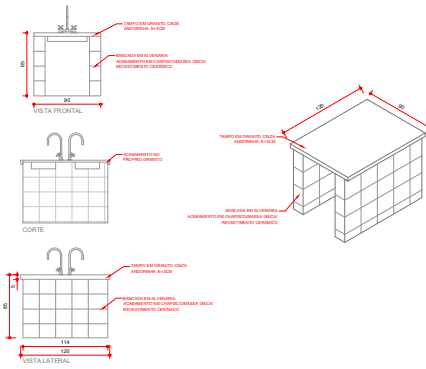 TAMPO EM GRANITO CINZA
ANDORINHA, E=2CM
BANCADA EM ALVENARIA
ACABAMENTO EM CHAPISCO/MASSA ÚNICA/
REVESTIMENTO CERÂMICO
85
90
VISTA FRONTAL
ACABAMENTO NO
PRÓPRIO GRANITO
CORTE
TAMPO EM GRANITO CINZA
ANDORINHA, E=2CM
5
85
BANCADA EM ALVENARIA
ACABAMENTO EM CHAPISCO/MASSA ÚNICA/
REVESTIMENTO CERÂMICO
114
120
VISTA LATERAL
120
90
TAMPO EM GRANITO CINZA
ANDORINHA, E=2CM
BANCADA EM ALVENARIA
ACABAMENTO EM CHAPISCO/MASSA ÚNICA/
REVESTIMENTO CERÂMICO